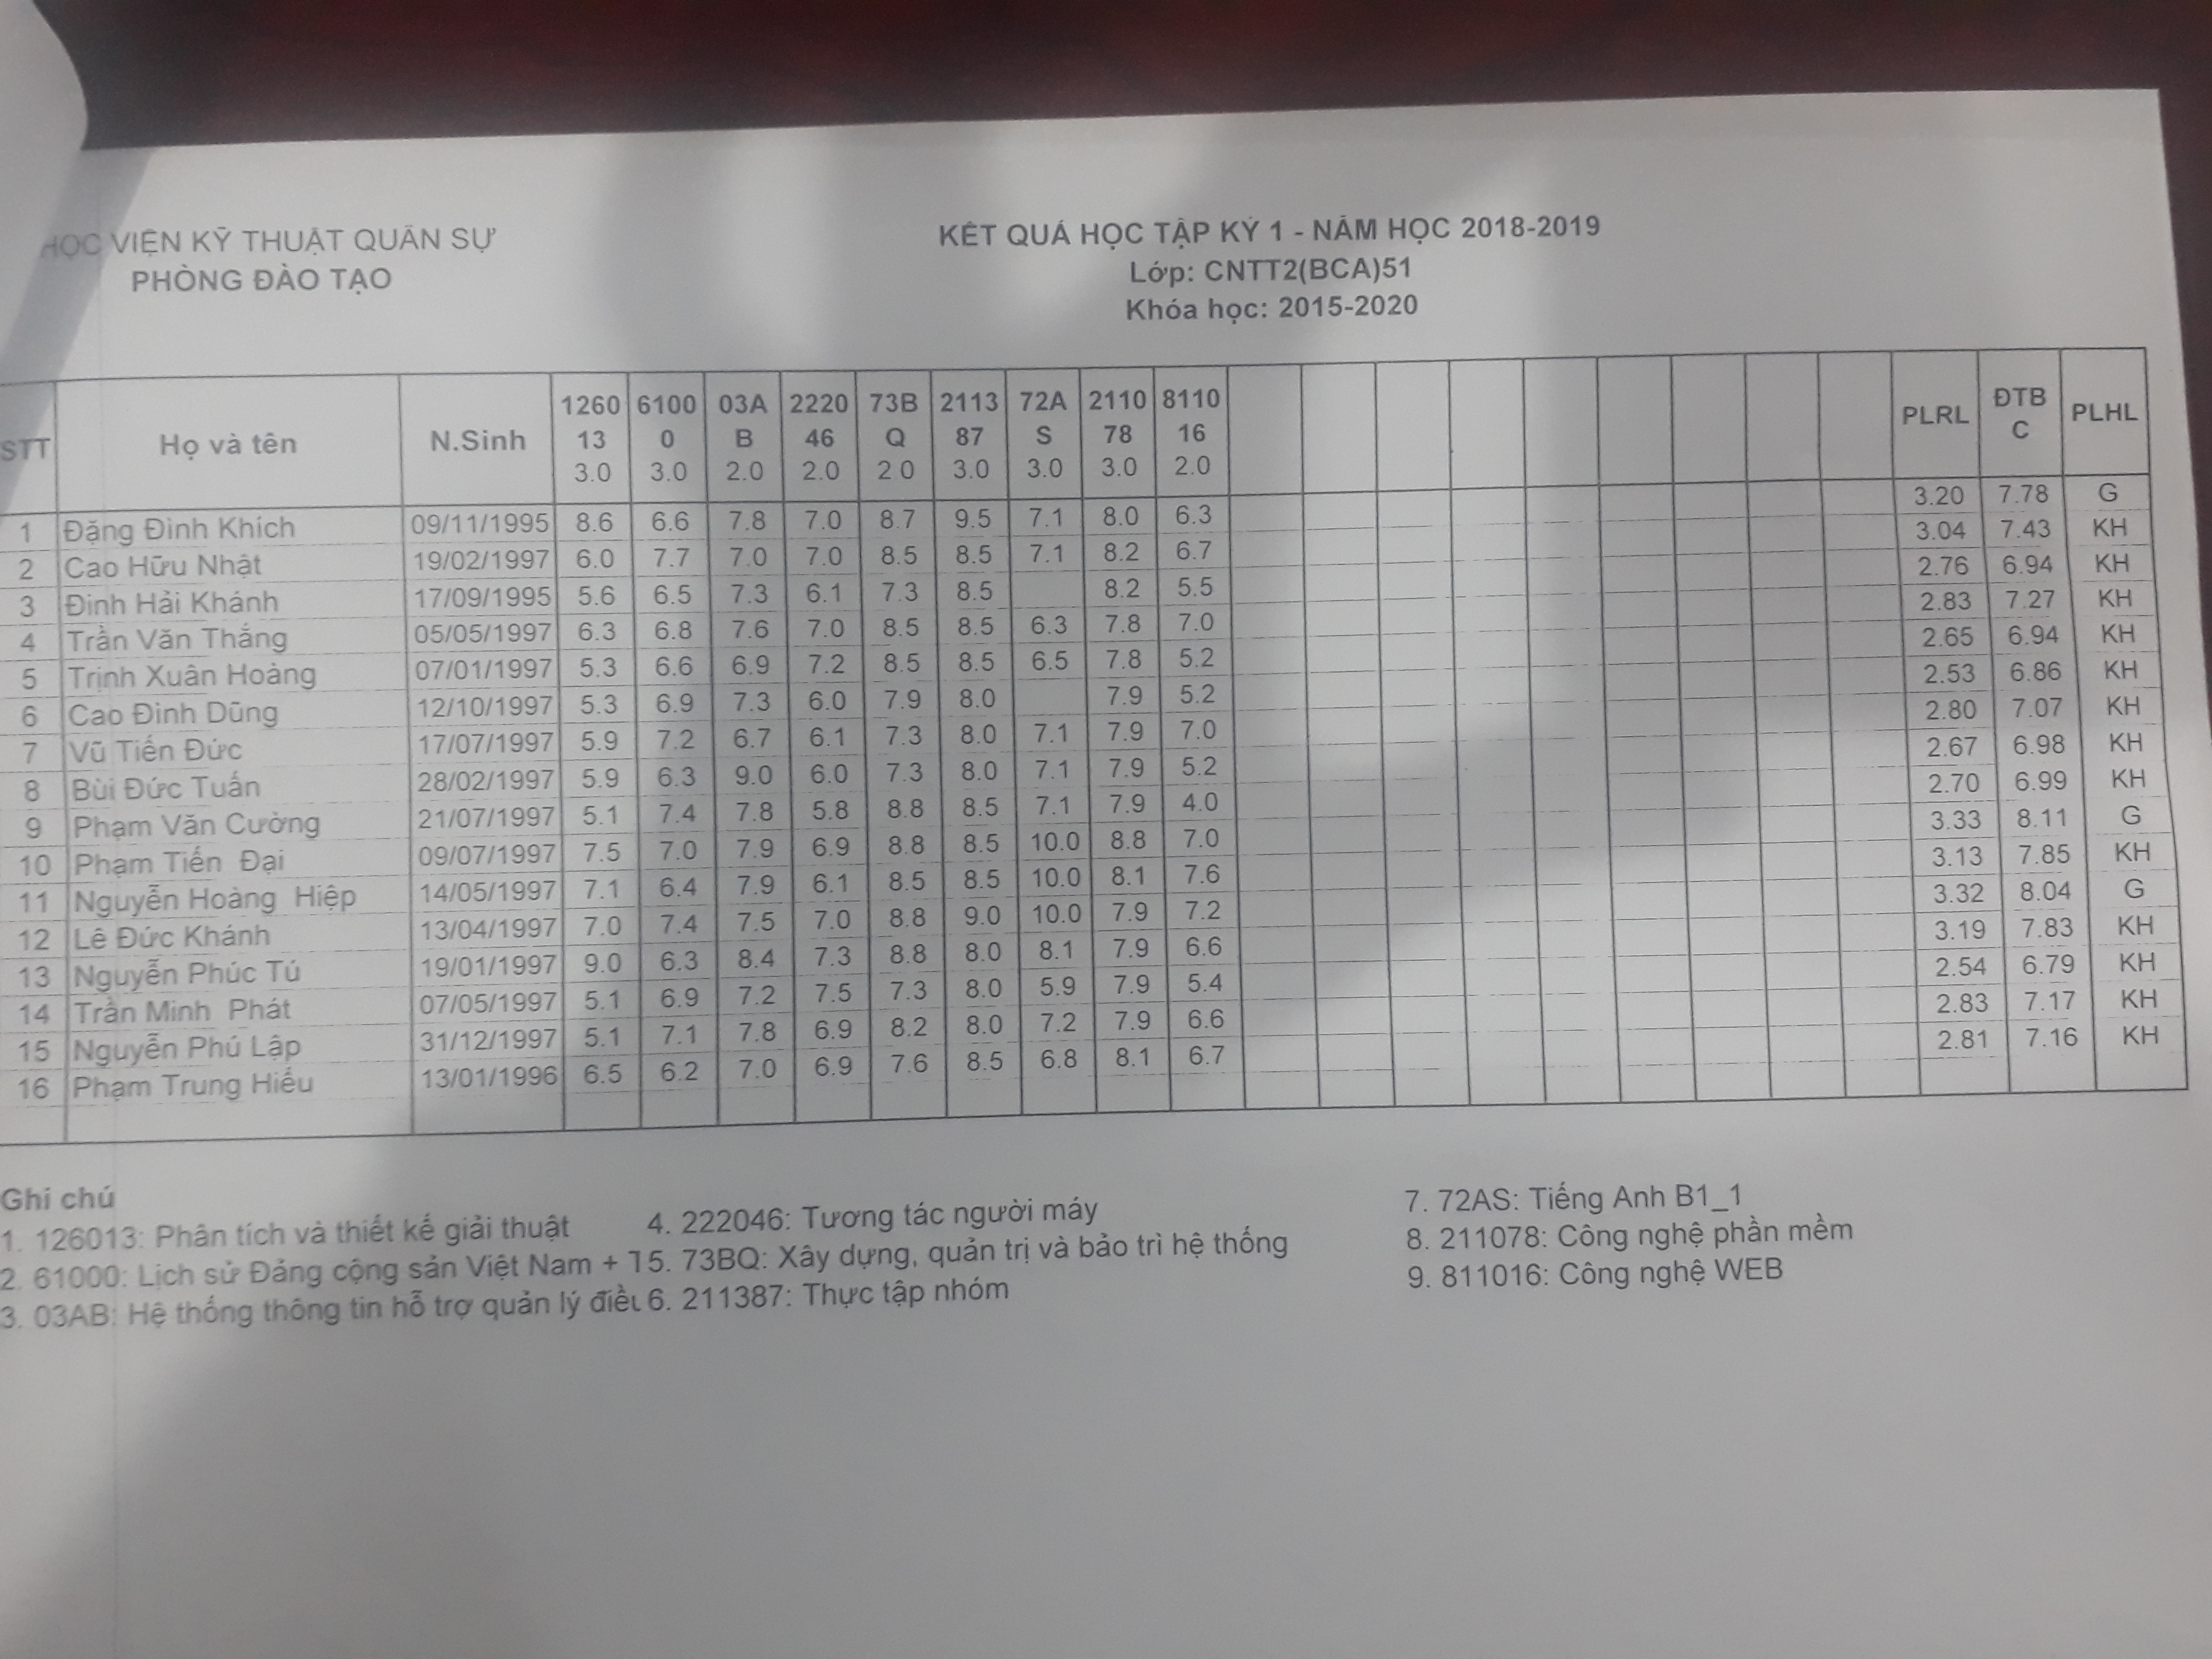 HỌC VIỆN KỸ THUẬT QUÂN SỰ
PHÒNG ĐÀO TẠO
KẾT QUẢ HỌC TẬP KỲ 1 - NĂM HỌC 2018-2019
Lớp: CNTT2(BCA)51
Khóa học: 2015-2020
STT Họ và tên N.Sinh 1260 13 3.0 6100 0 3.0 03A B 2.0 2220 46 2.0 73B Q 2.0 2113 87 3.0 72A S 3.0 2110 78 3.0 8110 16 2.0 PLRL ĐTB C PLHL
1 Đặng Đình Khich 09/11/1995 8.6 6.6 7.8 7.0 8.7 9.5 7.1 8.0 6.3 3.20 7.78 G
2 Cao Hữu Nhật 19/02/1997 6.0 7.7 7.0 7.0 8.5 8.5 7.1 8.2 6.7 3.04 7.43 KH
3 Đinh Hải Khánh 17/09/1995 5.6 6.5 7.3 6.1 7.3 8.5 8.2 5.5 2.76 6.94 KH
4 Trần Văn Thắng 05/05/1997 6.3 6.8 7.6 7.0 8.5 8.5 6.3 7.8 7.0 2.83 7.27 KH
5 Trịnh Xuân Hoàng 07/01/1997 5.3 6.6 6.9 7.2 8.5 8.5 6.5 7.8 5.2 2.65 6.94 KH
6 Cao Đình Dũng 12/10/1997 5.3 6.9 7.3 6.0 7.9 8.0 7.9 5.2 2.53 6.86 KH
7 Vũ Tiến Đức 17/07/1997 5.9 7.2 6.7 6.1 7.3 8.0 7.1 7.9 7.0 2.80 7.07 KH
8 Bùi Đức Tuấn 28/02/1997 5.9 6.3 9.0 6.0 7.3 8.0 7.1 7.9 5.2 2.67 6.98 KH
9 Phạm Văn Cường 21/07/1997 5.1 7.4 7.8 5.8 8.8 8.5 7.1 7.9 4.0 2.70 6.99 KH
10 Phạm Tiến Đại 09/07/1997 7.5 7.0 7.9 6.9 8.8 8.5 10.0 8.8 7.0 3.33 8.11 G
11 Nguyễn Hoàng Hiệp 14/05/1997 7.1 6.4 7.9 6.1 8.5 8.5 10.0 8.1 7.6 3.13 7.85 KH
12 Lê Đức Khánh 13/04/1997 7.0 7.4 7.5 7.0 8.8 9.0 10.0 7.9 7.2 3.32 8.04 G
13 Nguyễn Phúc Tú 19/01/1997 9.0 6.3 8.4 7.3 8.8 8.0 8.1 7.9 6.6 3.19 7.83 KH
14 Trần Minh Phát 07/05/1997 5.1 6.9 7.2 7.5 7.3 8.0 5.9 7.9 5.4 2.54 6.79 KH
15 Nguyễn Phú Lập 31/12/1997 5.1 7.1 7.8 6.9 8.2 8.0 7.2 7.9 6.6 2.83 7.17 KH
16 Phạm Trung Hiếu 13/01/1996 6.5 6.2 7.0 6.9 7.6 8.5 6.8 8.1 6.7 2.81 7.16 KH
Ghi chú
1. 126013: Phân tích và thiết kế giải thuật 4. 222046: Tương tác người máy 7. 72AS: Tiếng Anh B1_1
2. 61000: Lịch sử Đảng cộng sản Việt Nam + T 5. 73BQ: Xây dựng, quản trị và bảo trì hệ thống 8. 211078: Công nghệ phần mềm
3. 03AB: Hệ thống thông tin hỗ trợ quản lý điều 6. 211387: Thực tập nhóm 9. 811016: Công nghệ WEB